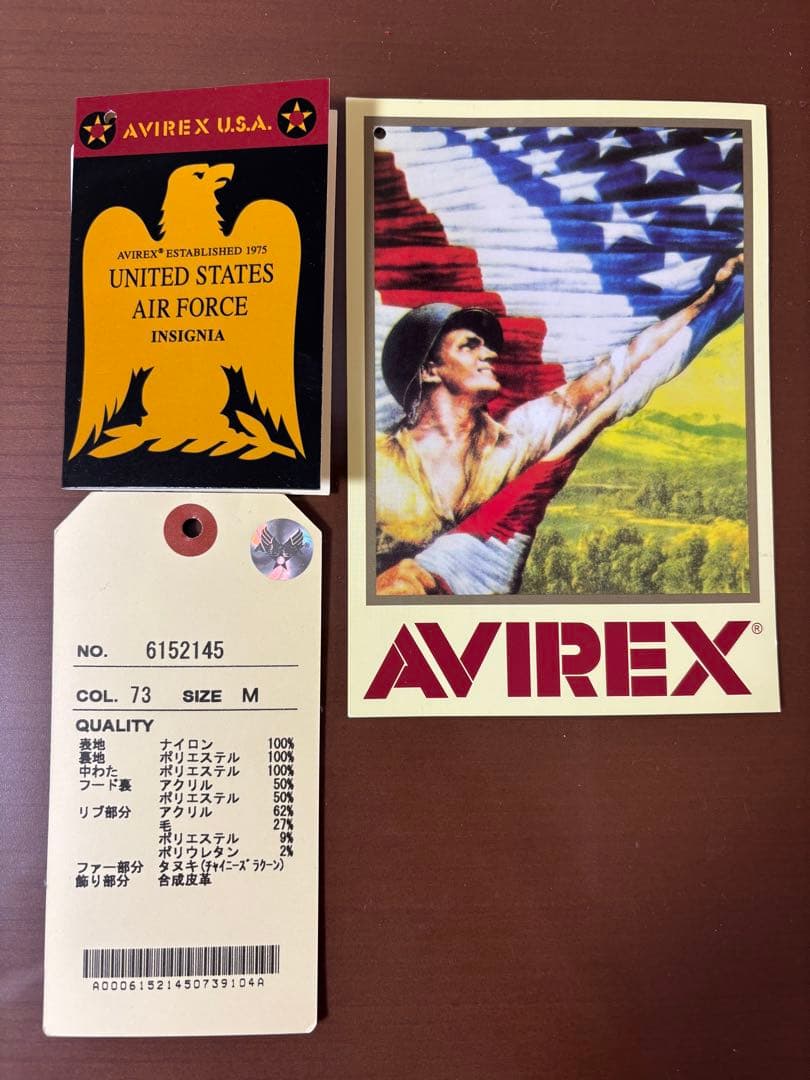 AVIREX U.S.A.
AVIREX® ESTABLISHED 1975
UNITED STATES
AIR FORCE
INSIGNIA
AVIREX®
NO. 6152145
COL. 73 SIZE M
QUALITY
表地 ナイロン 100%
裏地 ポリエステル 100%
中わた ポリエステル 100%
フード裏 アクリル 50%
ポリエステル 50%
リブ部分 アクリル 62%
毛 27%
ポリエステル 9%
ポリウレタン 2%
ファー部分 タヌキ(ﾁｬｲﾆｰｽﾞﾗｸｰﾝ)
飾り部分 合成皮革
A00061521450739104A